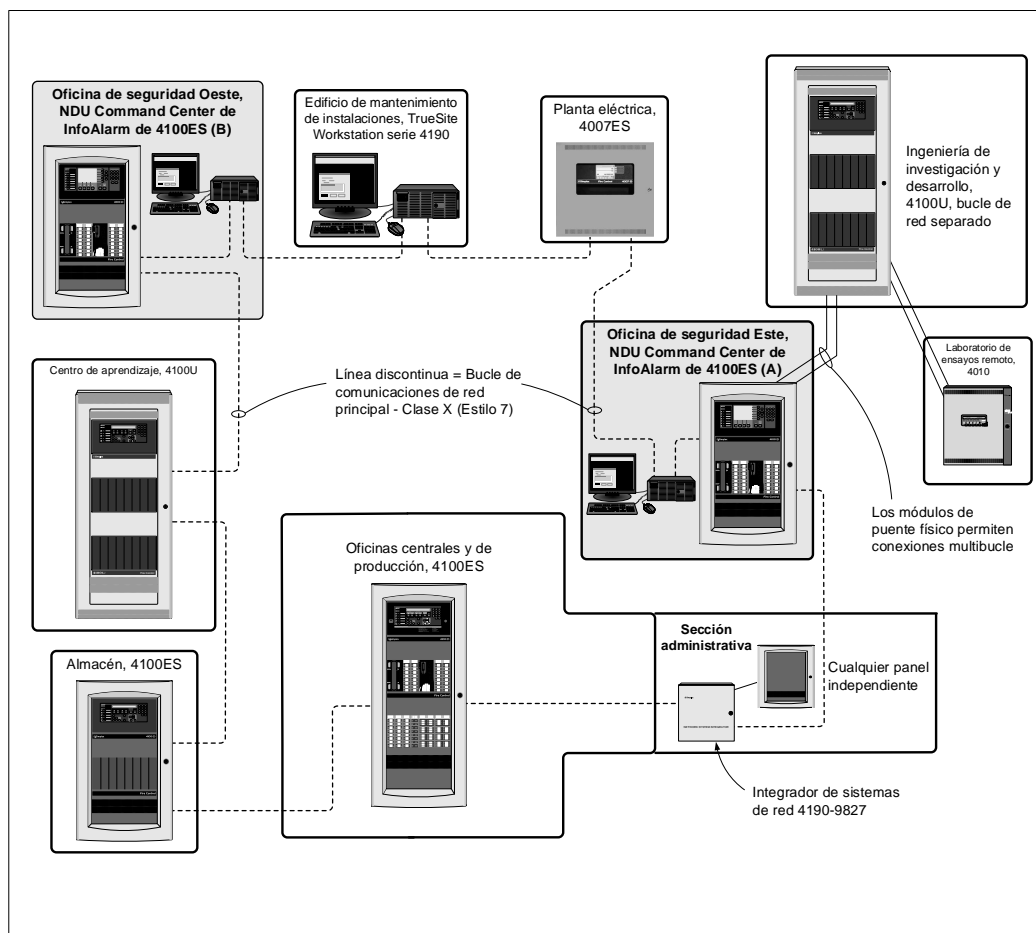 Oficina de seguridad Oeste,
NDU Command Center de
InfoAlarm de 4100ES (B)
Edificio de mantenimiento
de instalaciones, TrueSite
Workstation serie 4190
Planta eléctrica,
4007ES
Ingeniería de
investigación y
desarrollo,
4100U, bucle de
red separado
Oficina de seguridad Este,
NDU Command Center de
InfoAlarm de 4100ES (A)
Laboratorio de
ensayos remoto,
4010
Centro de aprendizaje, 4100U
Línea discontinua = Bucle de
comunicaciones de red
principal - Clase X (Estilo 7)
Los módulos de
puente físico permiten
conexiones multibucle
Oficinas centrales y de
producción, 4100ES
Sección
administrativa
Cualquier panel
independiente
Almacén, 4100ES
Integrador de sistemas
de red 4190-9827